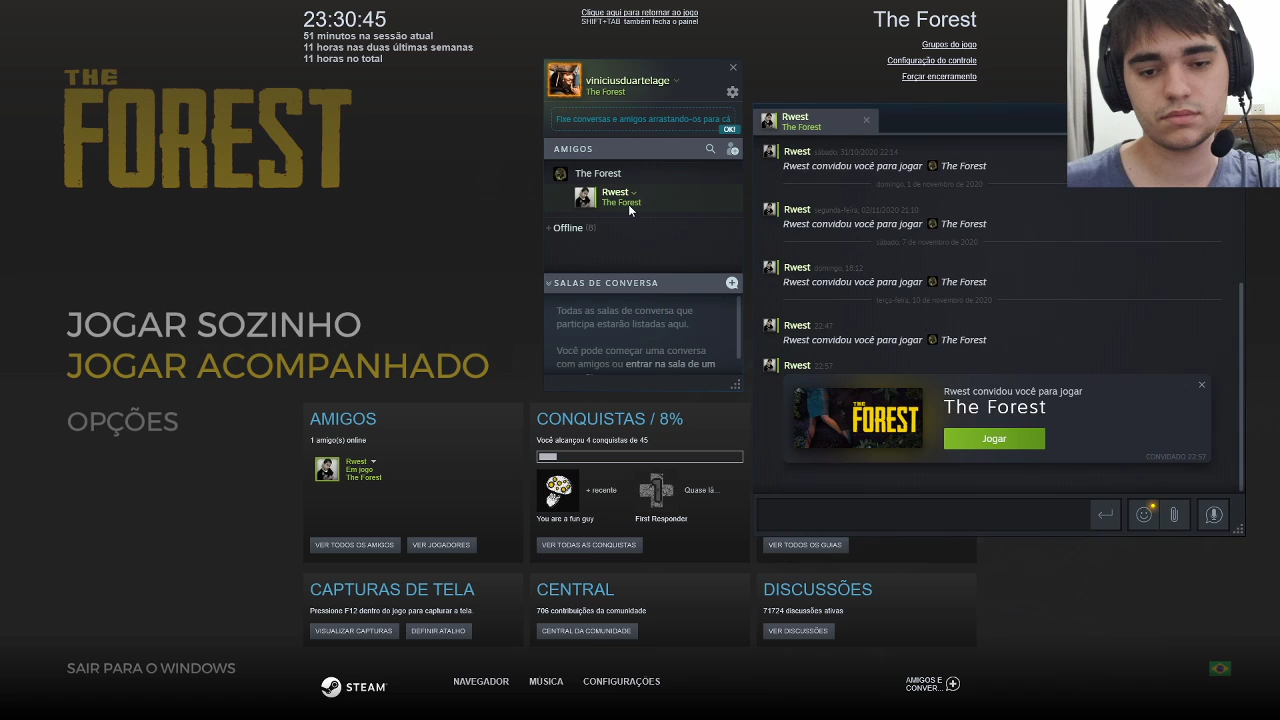 23:30:45
51 minutos na sessão atual
11 horas nas duas últimas semanas
11 horas no total
Clique aqui para retornar ao jogo
SHIFT+TAB também fecha o painel
The Forest
Grupos do jogo
Configuração do controle
Forçar encerramento
THE
FOREST
JOGAR SOZINHO
JOGAR ACOMPANHADO
OPÇÕES
SAIR PARA O WINDOWS
viniciusduartelage
The Forest
Fixe conversas e amigos arrastando-os para cá
OK!
AMIGOS
The Forest
Rwest
The Forest
+ Offline (8)
SALAS DE CONVERSA
Todas as salas de conversa que
participa estarão listadas aqui.
Você pode começar uma conversa
com amigos ou entrar na sala de um
Rwest
The Forest
Rwest sábado, 31/10/2020 22:14
Rwest convidou você para jogar The Forest
domingo, 1 de novembro de 2020
Rwest segunda-feira, 02/11/2020 21:10
Rwest convidou você para jogar The Forest
sábado, 7 de novembro de 2020
Rwest domingo, 18:12
Rwest convidou você para jogar The Forest
terça-feira, 10 de novembro de 2020
Rwest 22:47
Rwest convidou você para jogar The Forest
Rwest 22:57
THE
FOREST
Rwest convidou você para jogar
The Forest
Jogar
CONVIDADO 22:57
AMIGOS
1 amigo(s) online
Rwest
Em jogo
The Forest
VER TODOS OS AMIGOS
VER JOGADORES
CONQUISTAS / 8%
Você alcançou 4 conquistas de 45
+ recente
Quase lá...
You are a fun guy
First Responder
VER TODAS AS CONQUISTAS
VER TODOS OS GUIAS
CAPTURAS DE TELA
Pressione F12 dentro do jogo para capturar a tela.
VISUALIZAR CAPTURAS
DEFINIR ATALHO
CENTRAL
706 contribuições da comunidade
CENTRAL DA COMUNIDADE
DISCUSSÕES
71724 discussões ativas
VER DISCUSSÕES
STEAM
NAVEGADOR
MÚSICA
CONFIGURAÇÕES
AMIGOS E
CONVER...